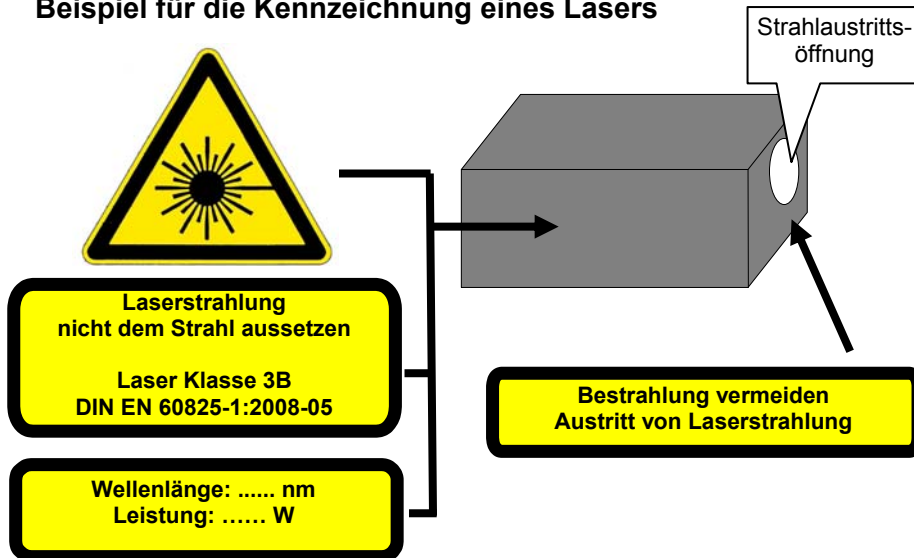 Beispiel für die Kennzeichnung eines Lasers
Strahlaustritts-
öffnung
Laserstrahlung
nicht dem Strahl aussetzen
Laser Klasse 3B
DIN EN 60825-1:2008-05
Bestrahlung vermeiden
Austritt von Laserstrahlung
Wellenlänge: ...... nm
Leistung: …… W